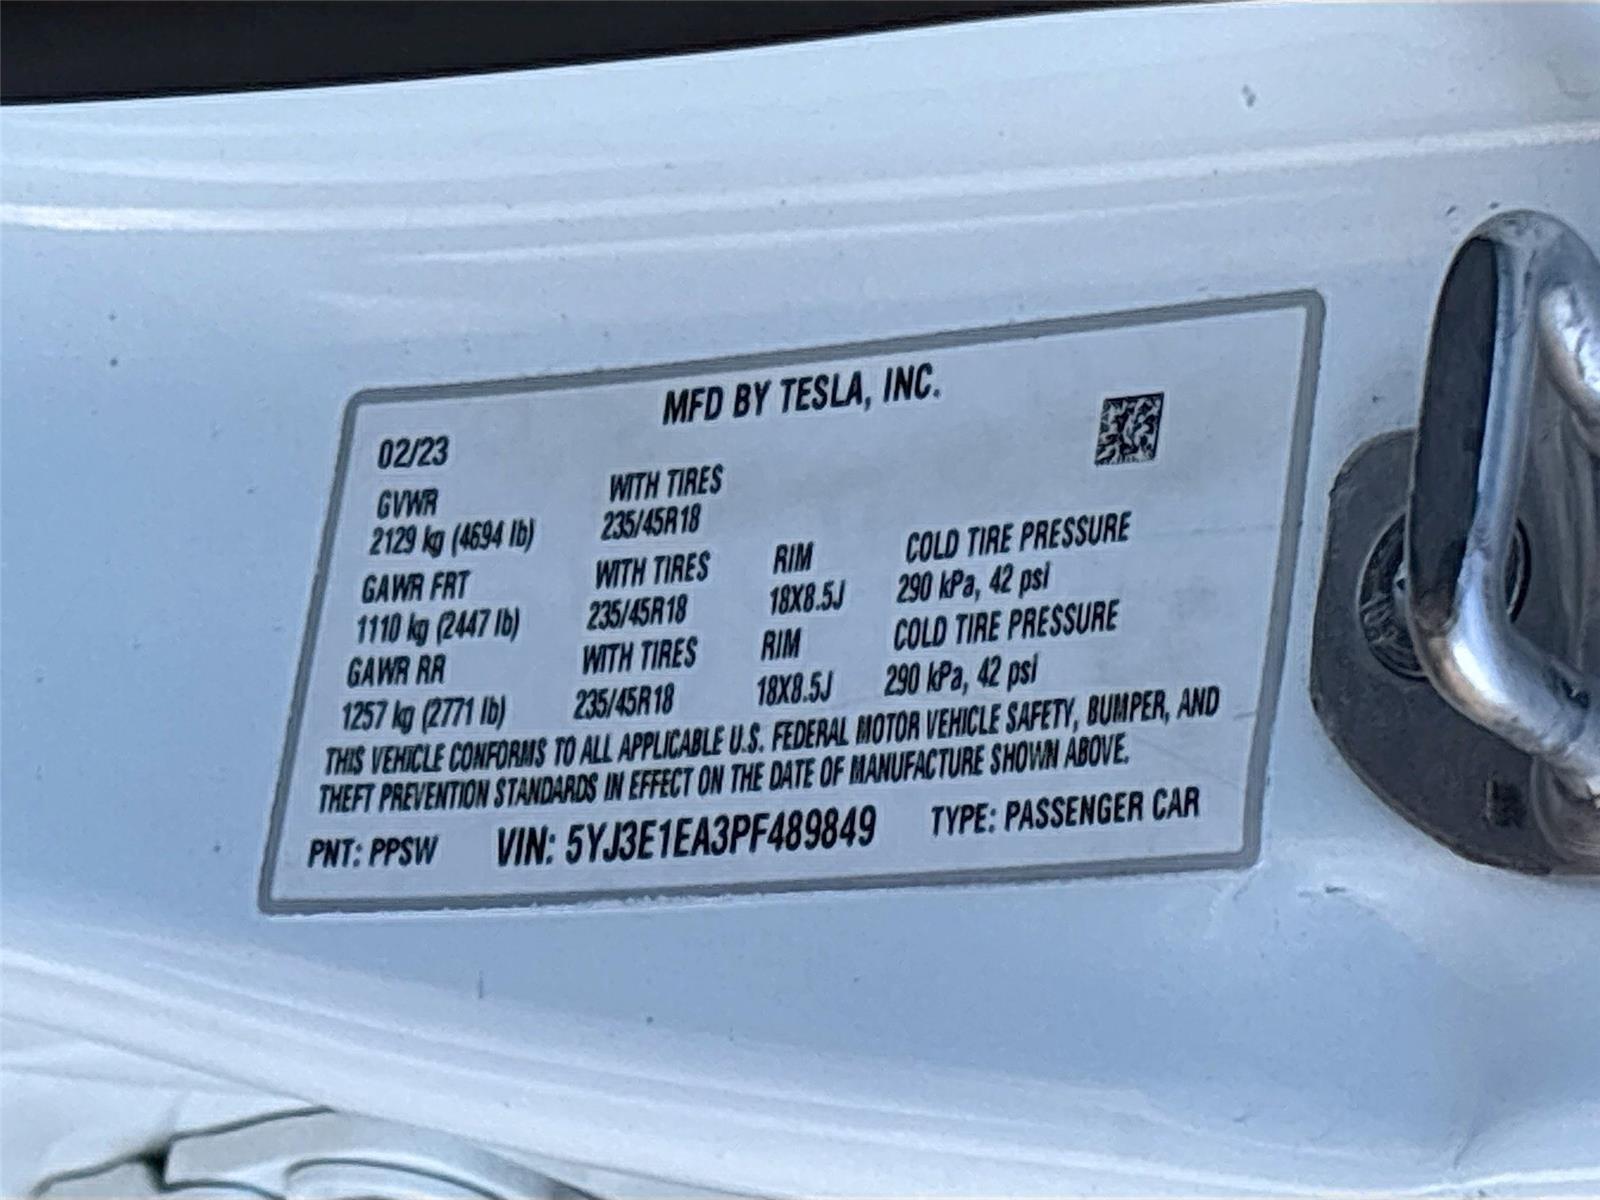 MFD BY TESLA, INC.
02/23
GVWR WITH TIRES
2129 kg (4694 lb) 235/45R18
GAWR FRT WITH TIRES RIM COLD TIRE PRESSURE
1110 kg (2447 lb) 235/45R18 18X8.5J 290 kPa, 42 psi
GAWR RR WITH TIRES RIM COLD TIRE PRESSURE
1257 kg (2771 lb) 235/45R18 18X8.5J 290 kPa, 42 psi
THIS VEHICLE CONFORMS TO ALL APPLICABLE U.S. FEDERAL MOTOR VEHICLE SAFETY, BUMPER, AND
THEFT PREVENTION STANDARDS IN EFFECT ON THE DATE OF MANUFACTURE SHOWN ABOVE.
PNT: PPSW VIN: 5YJ3E1EA3PF489849 TYPE: PASSENGER CAR